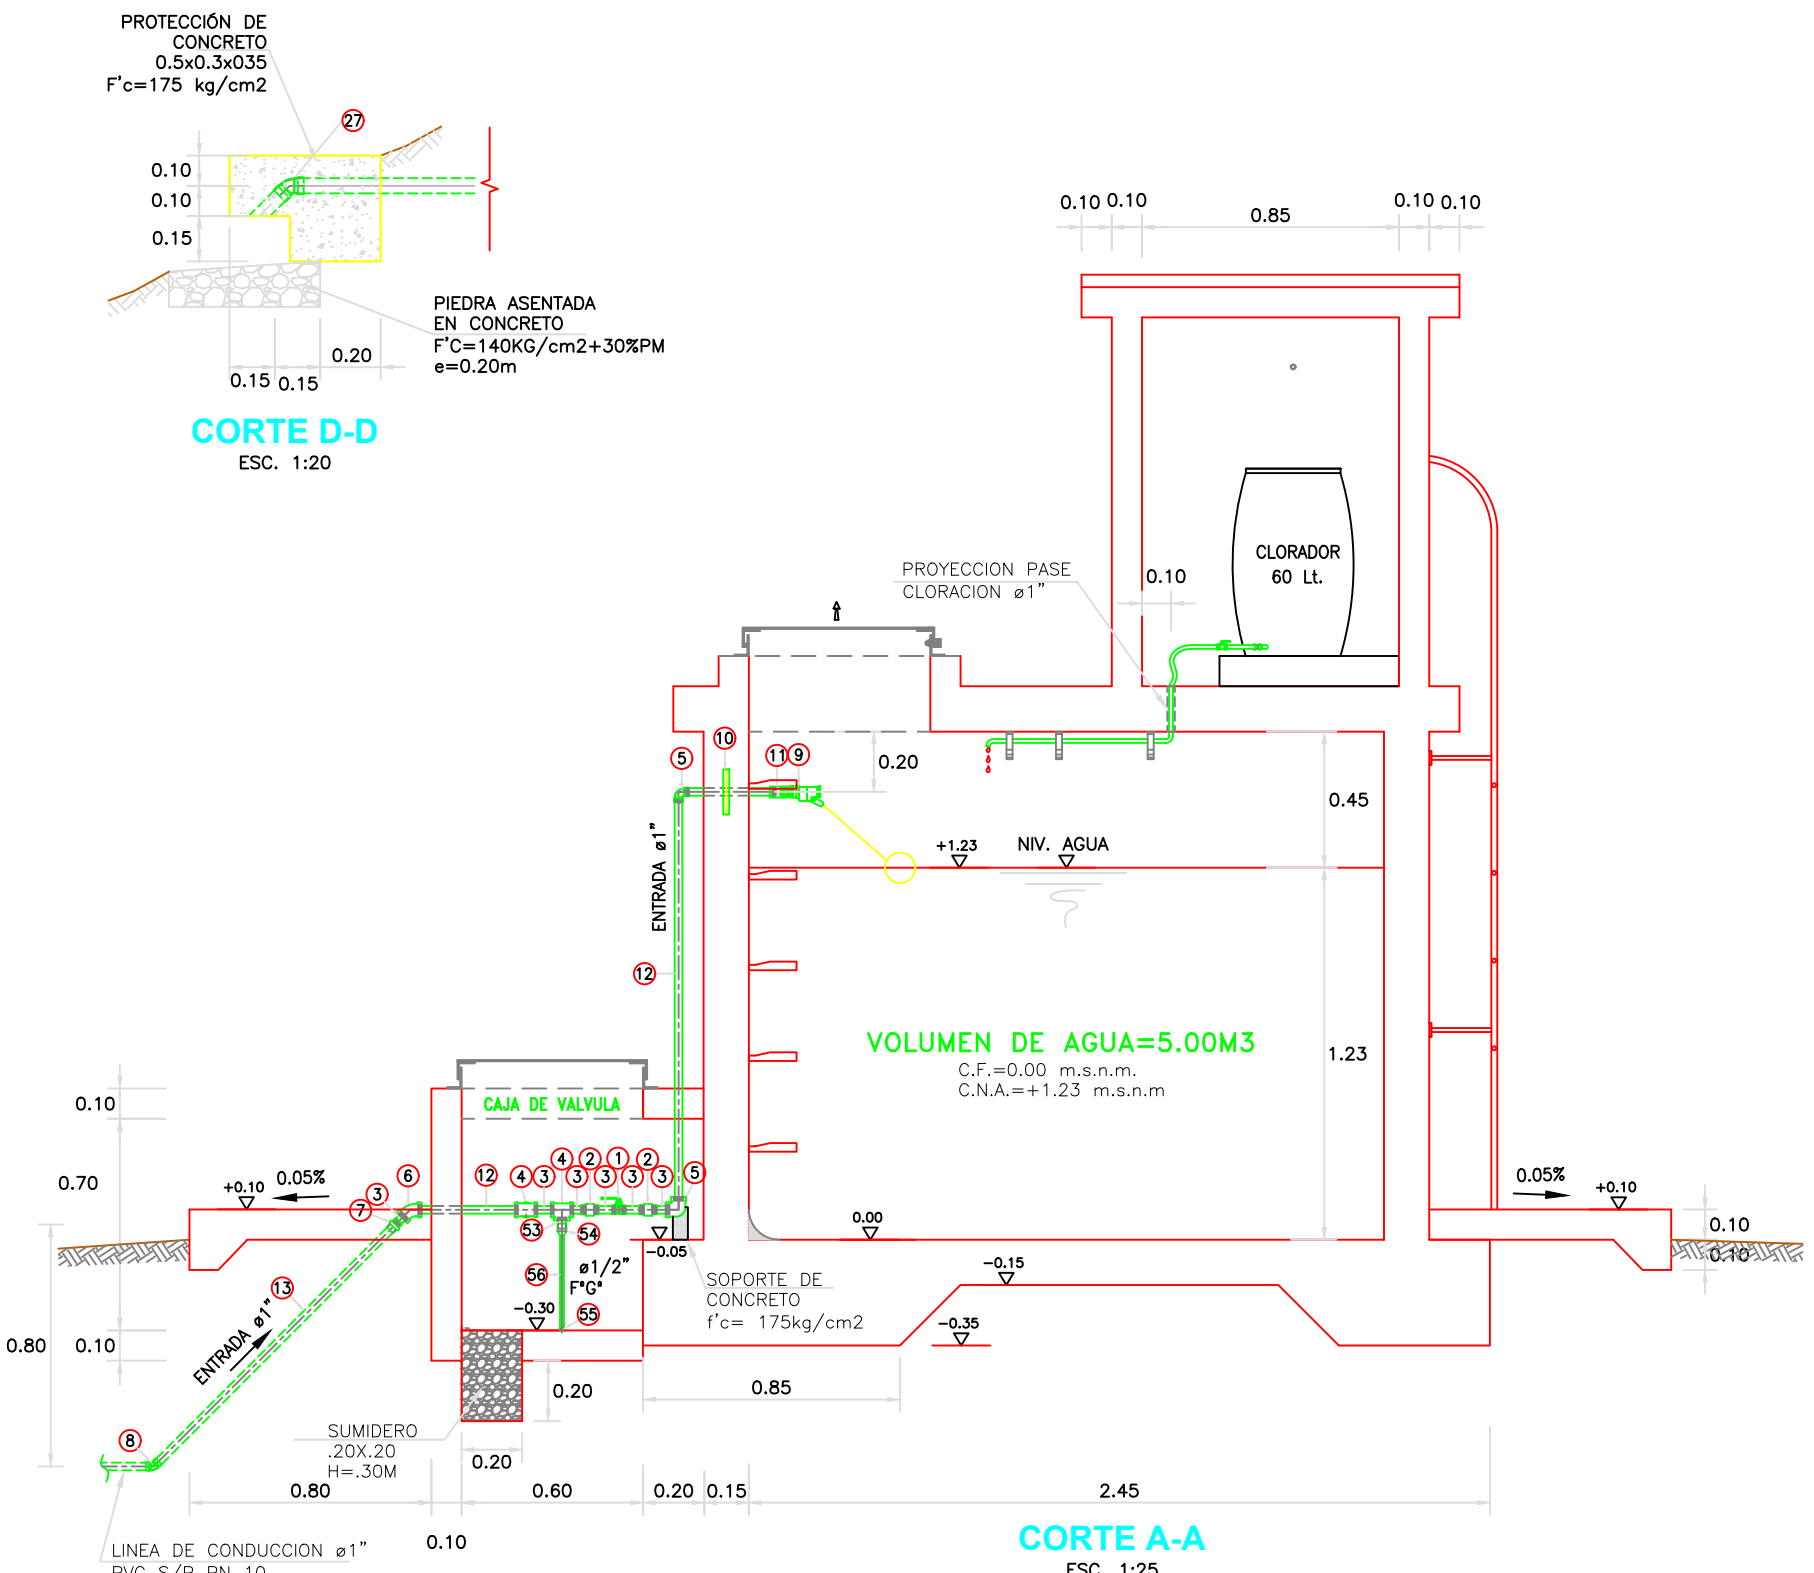 PROTECCIÓN DE
CONCRETO
0.5x0.3x035
F'c=175 kg/cm2
27
0.10
0.10
0.15
PIEDRA ASENTADA
EN CONCRETO
F'C=140KG/cm2+30%PM
e=0.20m
0.20
0.15 0.15
CORTE D-D
ESC. 1:20
0.10 0.10 0.85 0.10 0.10
CLORADOR
60 Lt.
PROYECCION PASE
CLORACION ø1"
0.10
5 10 11 9
0.20
0.45
ENTRADA ø1"
+1.23 NIV. AGUA
12
VOLUMEN DE AGUA=5.00M3
C.F.=0.00 m.s.n.m.
C.N.A.=+1.23 m.s.n.m
1.23
0.10
CAJA DE VALVULA
0.70
+0.10 0.05%
6 12 4 3 4 3 2 3 1 3 2 3 5
3
7
53 54
-0.05
0.00
0.05%
+0.10
0.10
0.10
56 ø1/2"
F°G°
-0.30 55
SOPORTE DE
CONCRETO
f'c= 175kg/cm2
-0.15
-0.35
13
ENTRADA ø1"
0.80
0.10
0.20
0.85
8
SUMIDERO
.20X.20
H=.30M
0.20
0.80 0.60 0.20 0.15 2.45
0.10
LINEA DE CONDUCCION ø1"
PVC S/P PN 10
CORTE A-A
ESC. 1:25